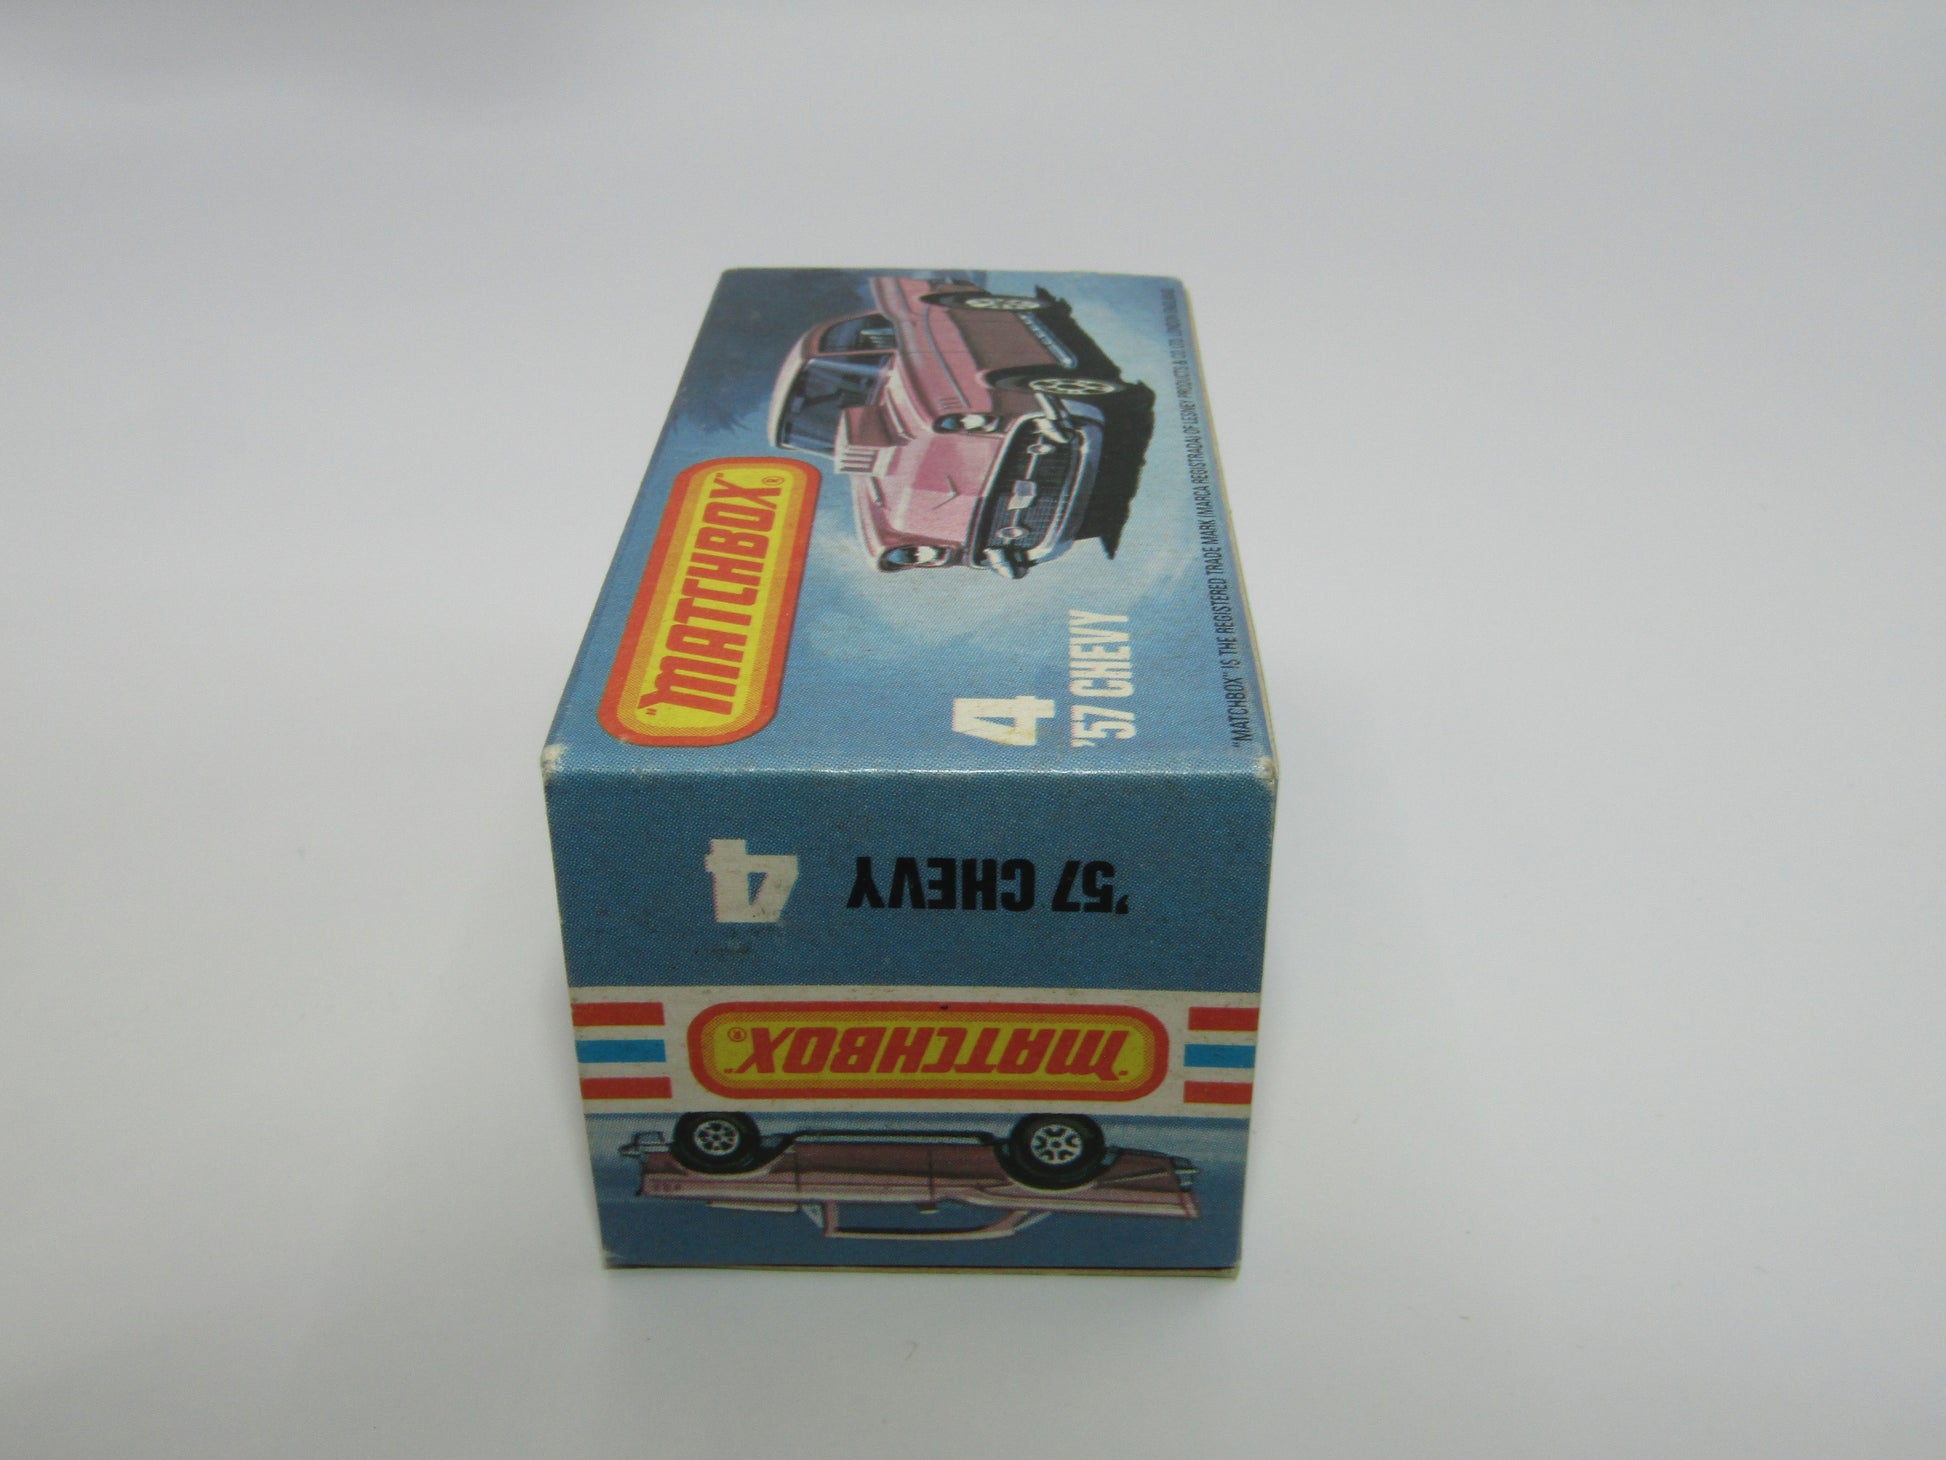 "MATCHBOX"®
4
'57 CHEVY
"MATCHBOX" IS THE REGISTERED TRADE MARK (MARCA REGISTRADA) OF LESNEY PRODUCTS & CO. LTD. LONDON ENGLAND
'57 CHEVY 4
"MATCHBOX"®